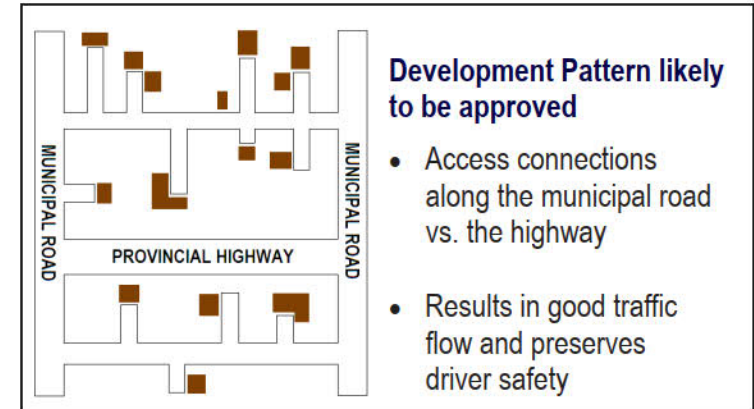 MUNICIPAL ROAD
PROVINCIAL HIGHWAY
MUNICIPAL ROAD
Development Pattern likely
to be approved
• Access connections
along the municipal road
vs. the highway
• Results in good traffic
flow and preserves
driver safety